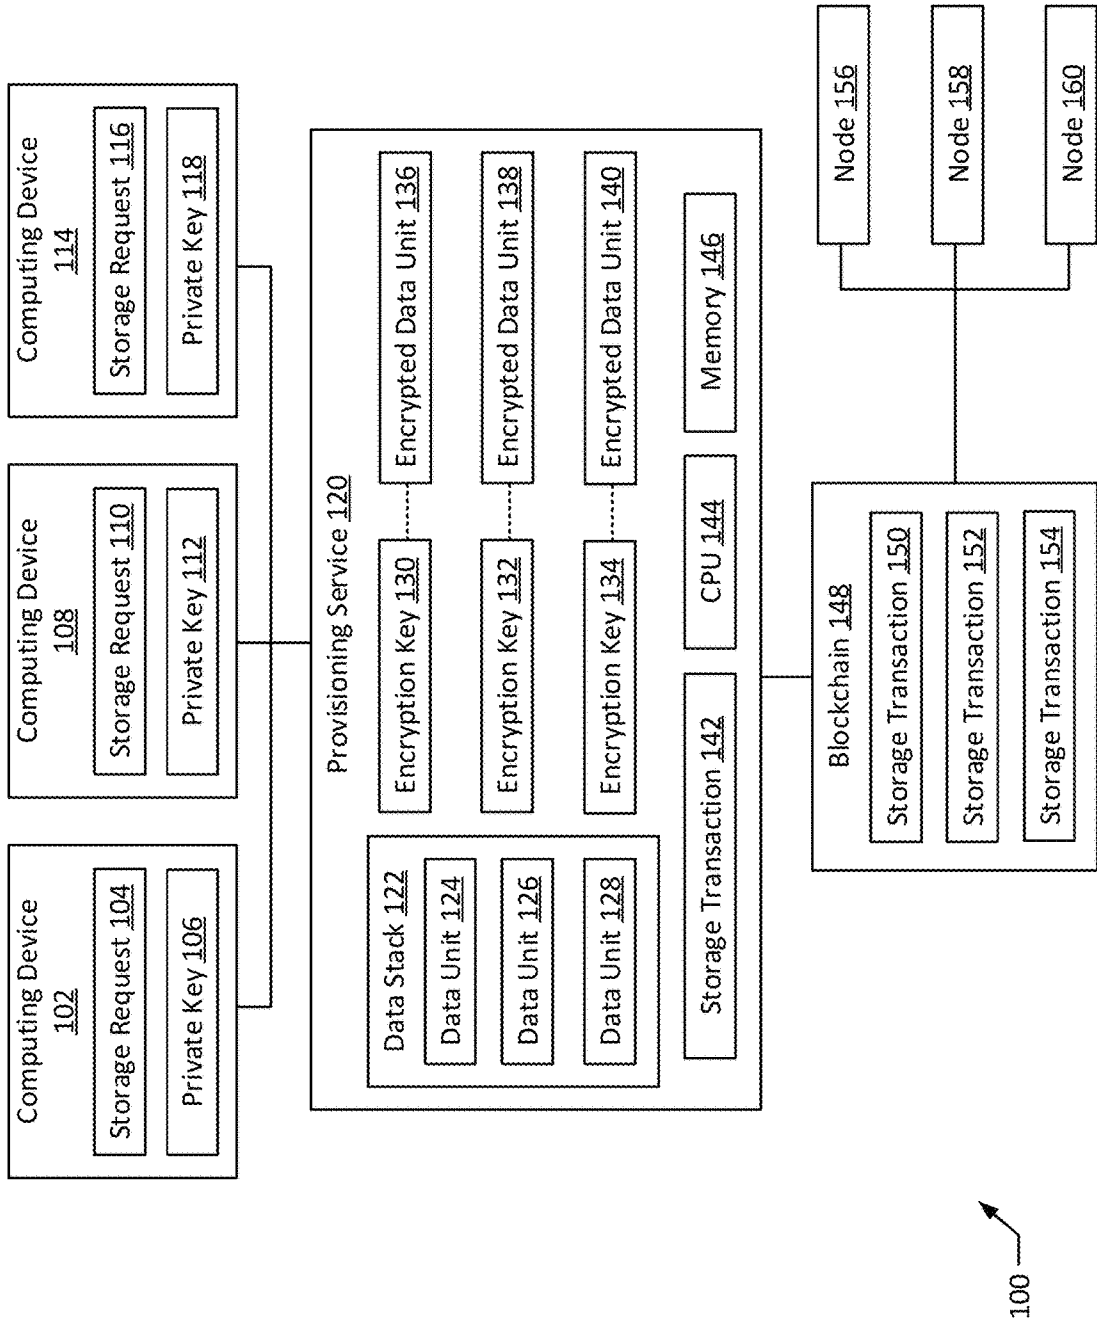 Computing Device
102
Storage Request 104
Private Key 106
Computing Device
108
Storage Request 110
Private Key 112
Computing Device
114
Storage Request 116
Private Key 118
Provisioning Service 120
Data Stack 122
Data Unit 124
Data Unit 126
Data Unit 128
Encryption Key 130
Encrypted Data Unit 136
Encryption Key 132
Encrypted Data Unit 138
Encryption Key 134
Encrypted Data Unit 140
Storage Transaction 142
CPU 144
Memory 146
Blockchain 148
Storage Transaction 150
Storage Transaction 152
Storage Transaction 154
Node 156
Node 158
Node 160
100